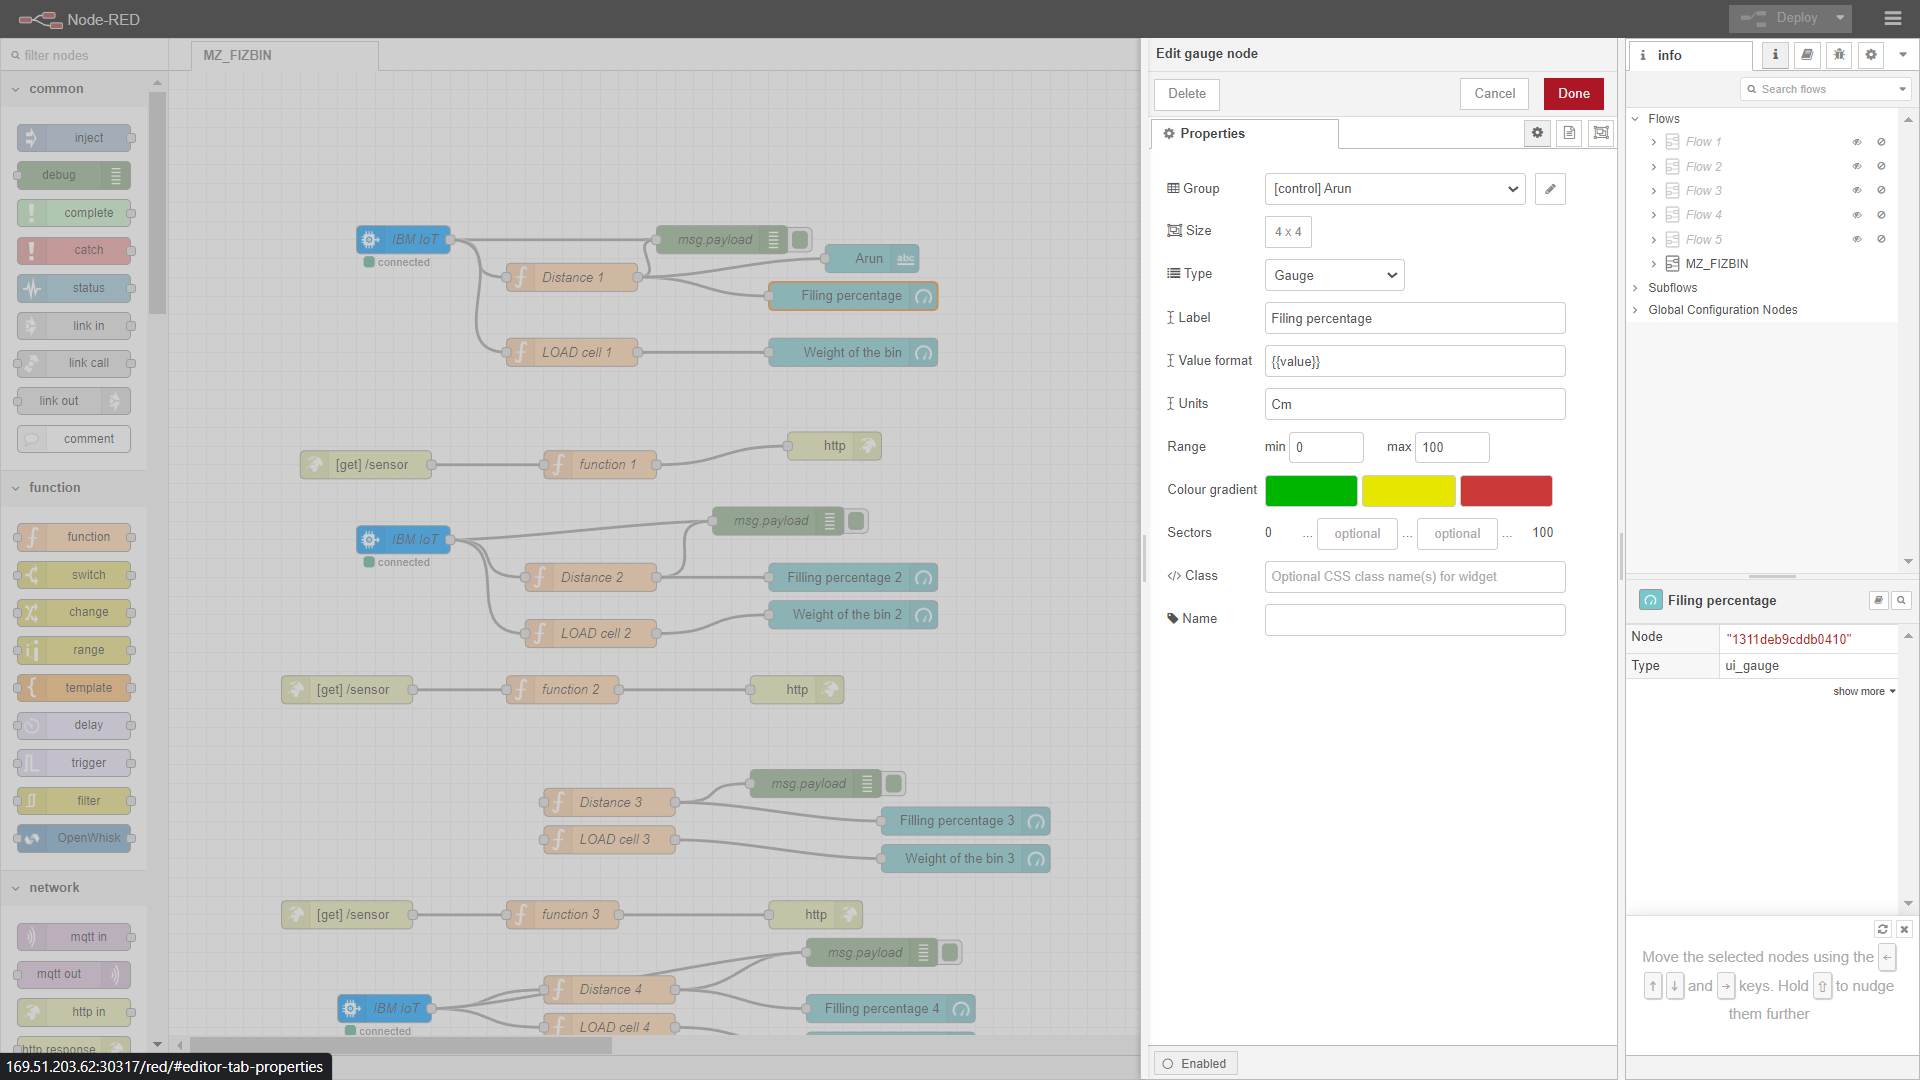 Node-RED
Deploy
filter nodes
MZ_FIZBIN
common
inject
debug
complete
catch
status
link in
link call
link out
comment
function
function
switch
change
range
template
delay
trigger
filter
OpenWhisk
network
mqtt in
mqtt out
http in
http response
IBM IoT
connected
msg.payload
Arun abc
Distance 1
Filing percentage
LOAD cell 1
Weight of the bin
http
[get] /sensor
function 1
msg.payload
IBM IoT
connected
Distance 2
Filling percentage 2
Weight of the bin 2
LOAD cell 2
[get] /sensor
function 2
http
msg.payload
Distance 3
Filling percentage 3
LOAD cell 3
Weight of the bin 3
[get] /sensor
function 3
http
msg.payload
Distance 4
IBM IoT
connected
FIlling percentage 4
LOAD cell 4
169.51.203.62:30317/red/#editor-tab-properties
Edit gauge node
Delete
Cancel
Done
Properties
Group
[control] Arun
Size
4 x 4
Type
Gauge
Label
Filing percentage
Value format
{{value}}
Units
Cm
Range
min 0
max 100
Colour gradient
Sectors
0 ... optional ... optional ... 100
</> Class
Optional CSS class name(s) for widget
Name
Enabled
i info
i
Search flows
Flows
Flow 1
Flow 2
Flow 3
Flow 4
Flow 5
MZ_FIZBIN
Subflows
Global Configuration Nodes
Filing percentage
Node
"1311deb9cddb0410"
Type
ui_gauge
show more
Move the selected nodes using the ←
↑ ↓ and → keys. Hold ⇧ to nudge
them further